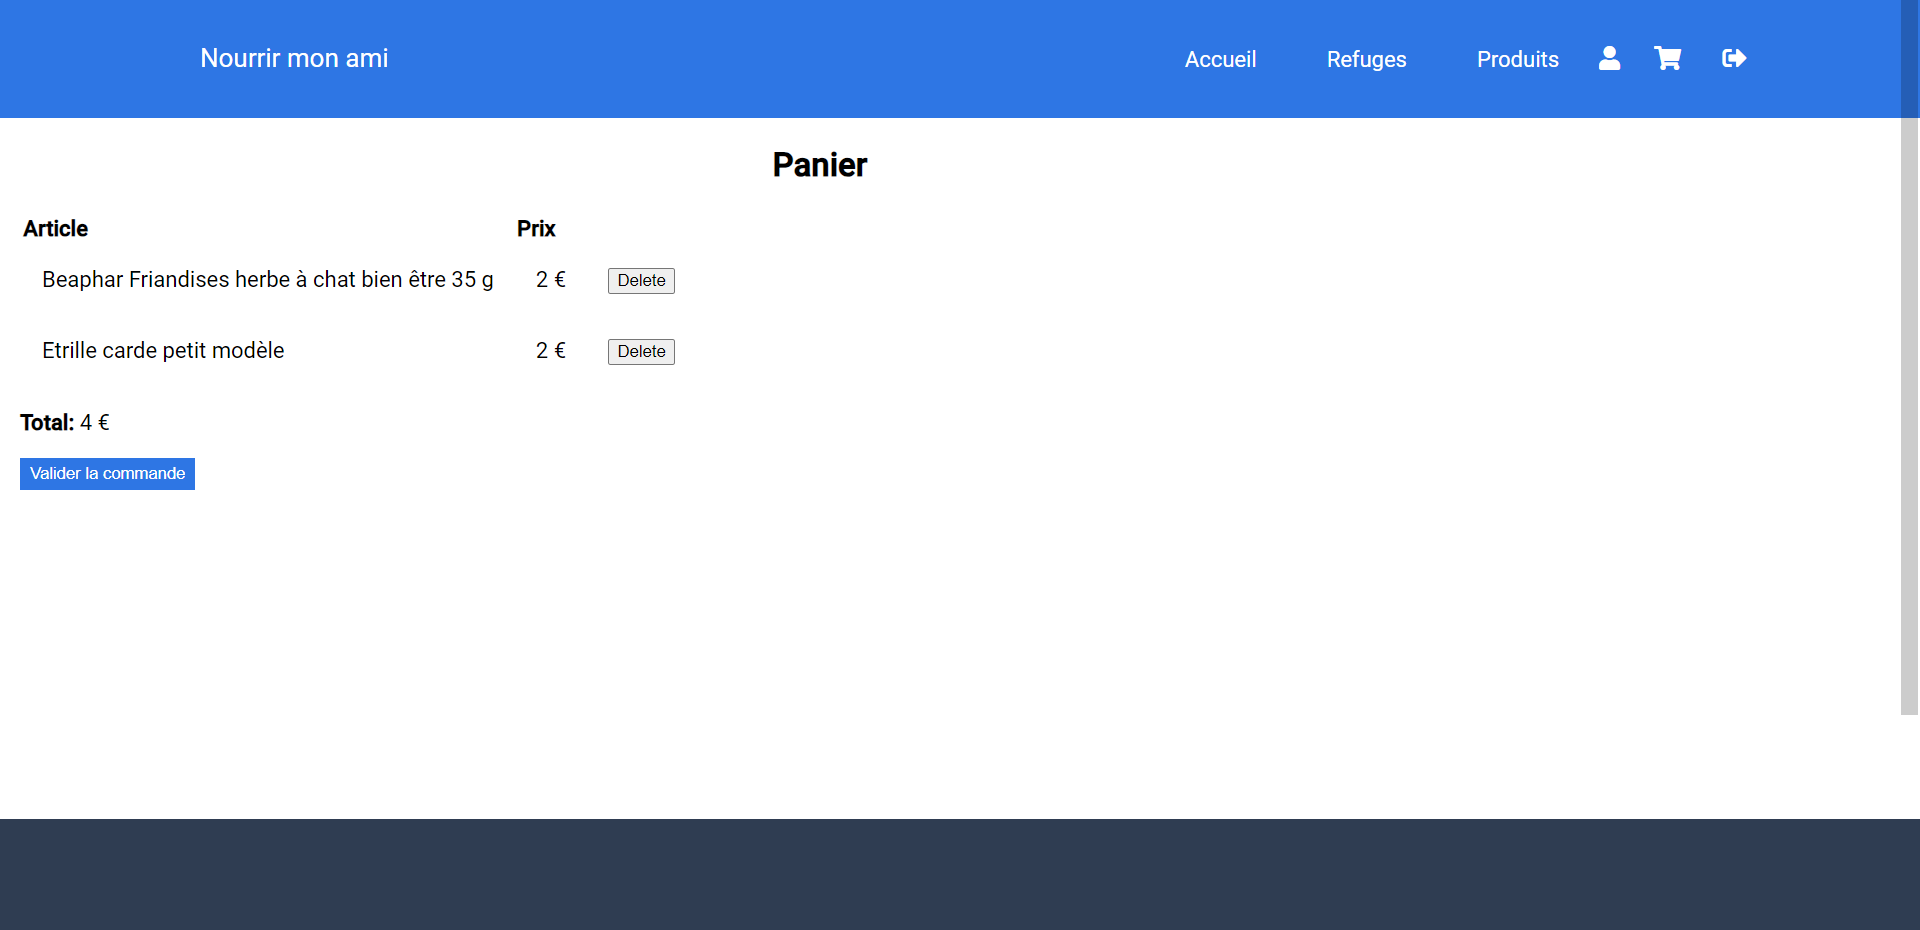 Nourrir mon ami Accueil Refuges Produits
Panier
Article Prix
Beaphar Friandises herbe à chat bien être 35 g 2 € Delete
Etrille carde petit modèle 2 € Delete
Total: 4 €
Valider la commande